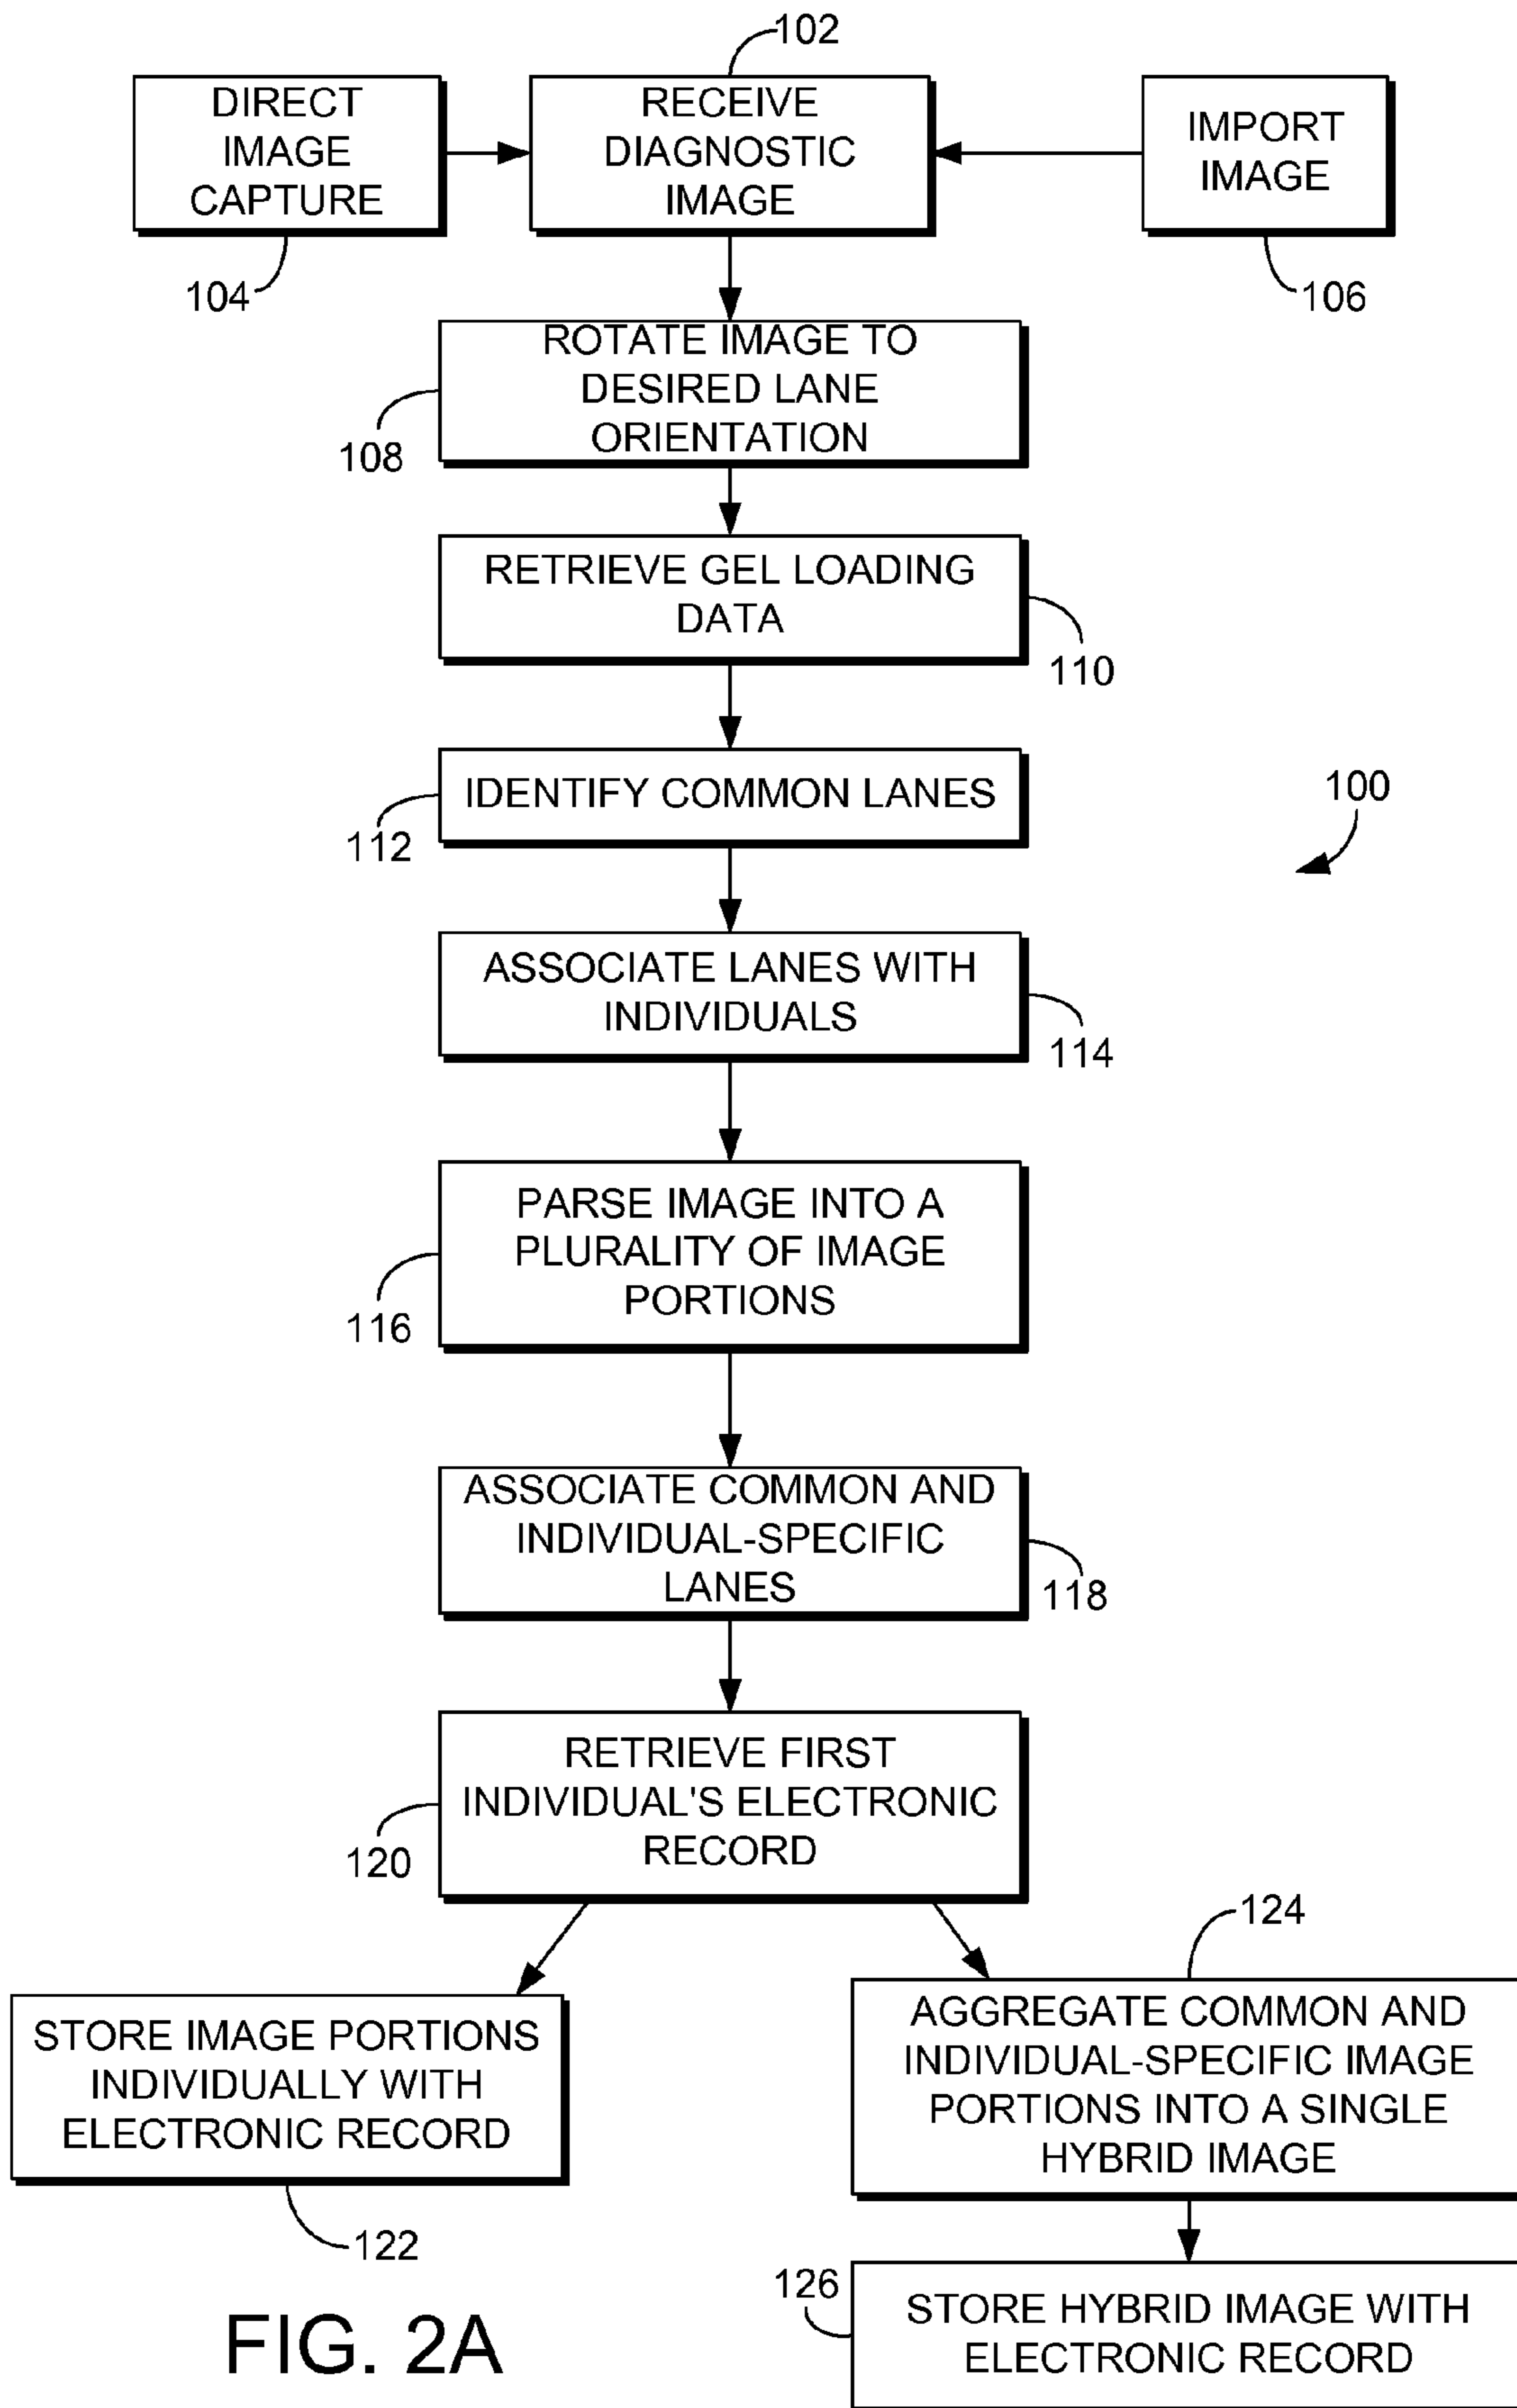 102
DIRECT
IMAGE
CAPTURE
RECEIVE
DIAGNOSTIC
IMAGE
IMPORT
IMAGE
104
106
ROTATE IMAGE TO
DESIRED LANE
ORIENTATION
108
RETRIEVE GEL LOADING
DATA
110
IDENTIFY COMMON LANES
112
100
ASSOCIATE LANES WITH
INDIVIDUALS
114
PARSE IMAGE INTO A
PLURALITY OF IMAGE
PORTIONS
116
ASSOCIATE COMMON AND
INDIVIDUAL-SPECIFIC
LANES
118
RETRIEVE FIRST
INDIVIDUAL'S ELECTRONIC
RECORD
120
STORE IMAGE PORTIONS
INDIVIDUALLY WITH
ELECTRONIC RECORD
122
124
AGGREGATE COMMON AND
INDIVIDUAL-SPECIFIC IMAGE
PORTIONS INTO A SINGLE
HYBRID IMAGE
126
STORE HYBRID IMAGE WITH
ELECTRONIC RECORD
FIG. 2A